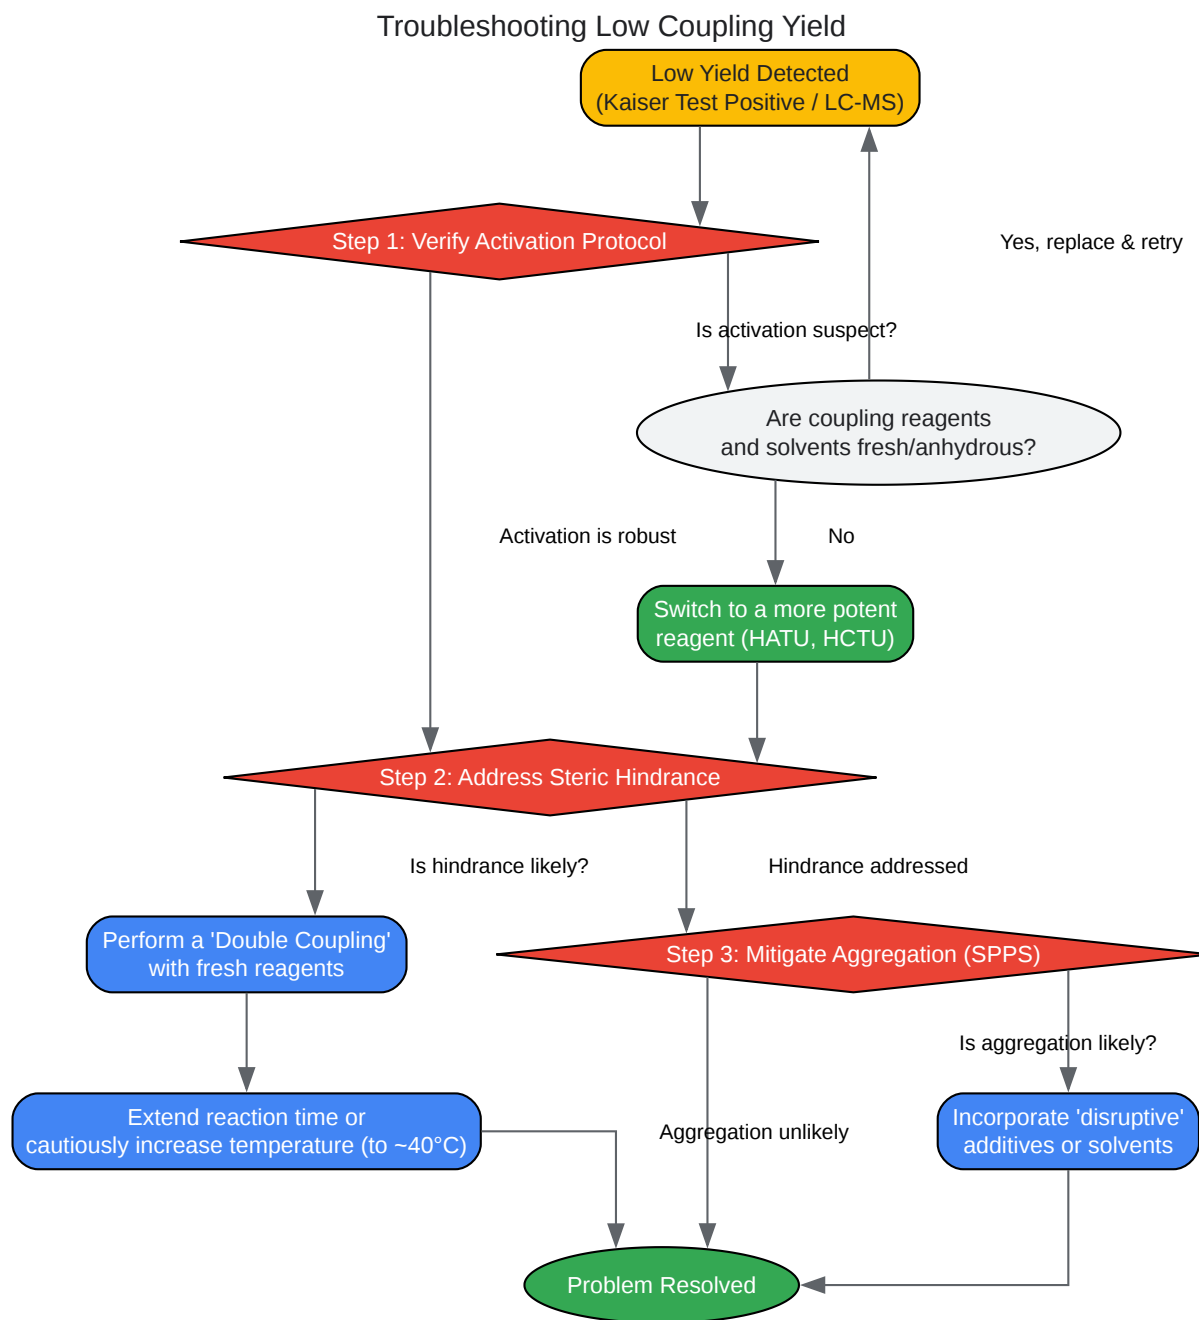 Troubleshooting Low Coupling Yield
Low Yield Detected
(Kaiser Test Positive / LC-MS)
Step 1: Verify Activation Protocol
Yes, replace & retry
Is activation suspect?
Are coupling reagents
and solvents fresh/anhydrous?
Activation is robust
No
Switch to a more potent
reagent (HATU, HCTU)
Step 2: Address Steric Hindrance
Is hindrance likely?
Hindrance addressed
Perform a 'Double Coupling'
with fresh reagents
Step 3: Mitigate Aggregation (SPPS)
Is aggregation likely?
Extend reaction time or
cautiously increase temperature (to ~40°C)
Aggregation unlikely
Incorporate 'disruptive'
additives or solvents
Problem Resolved